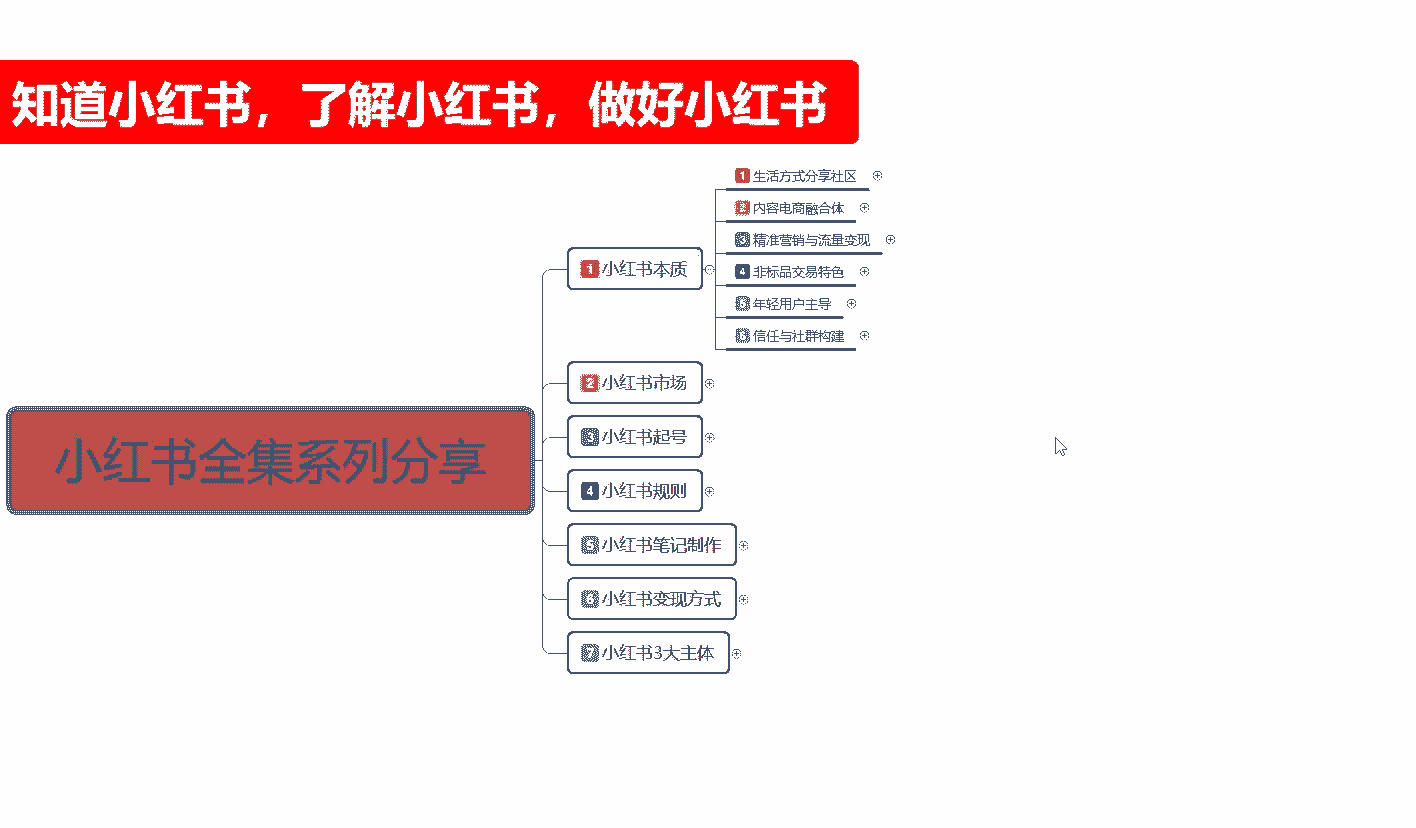 知道小红书，了解小红书，做好小红书
小红书全集系列分享
1 小红书本质
1 生活方式分享社区
2 内容电商融合体
3 精准营销与流量变现
4 非标品交易特色
5 年轻用户主导
6 信任与社群构建
2 小红书市场
3 小红书起号
4 小红书规则
5 小红书笔记制作
6 小红书变现方式
7 小红书3大主体